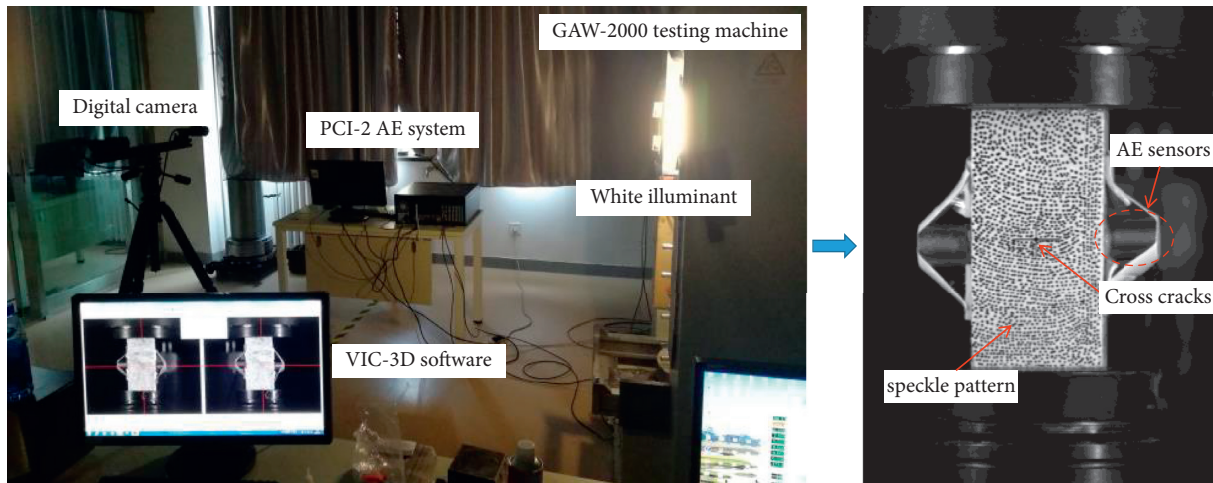 GAW-2000 testing machine
Digital camera
PCI-2 AE system
AE sensors
White illuminant
Cross cracks
VIC-3D software
speckle pattern